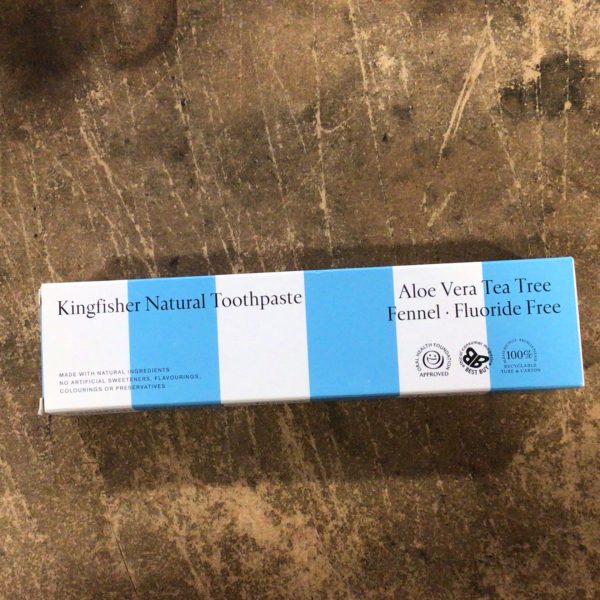 Kingfisher Natural Toothpaste
MADE WITH NATURAL INGREDIENTS
NO ARTIFICIAL SWEETENERS, FLAVOURINGS,
COLOURINGS OR PRESERVATIVES
Aloe Vera Tea Tree
Fennel · Fluoride Free
ORAL HEALTH FOUNDATION
APPROVED
BEST BUY
100%
RECYCLABLE
TUBE & CARTON